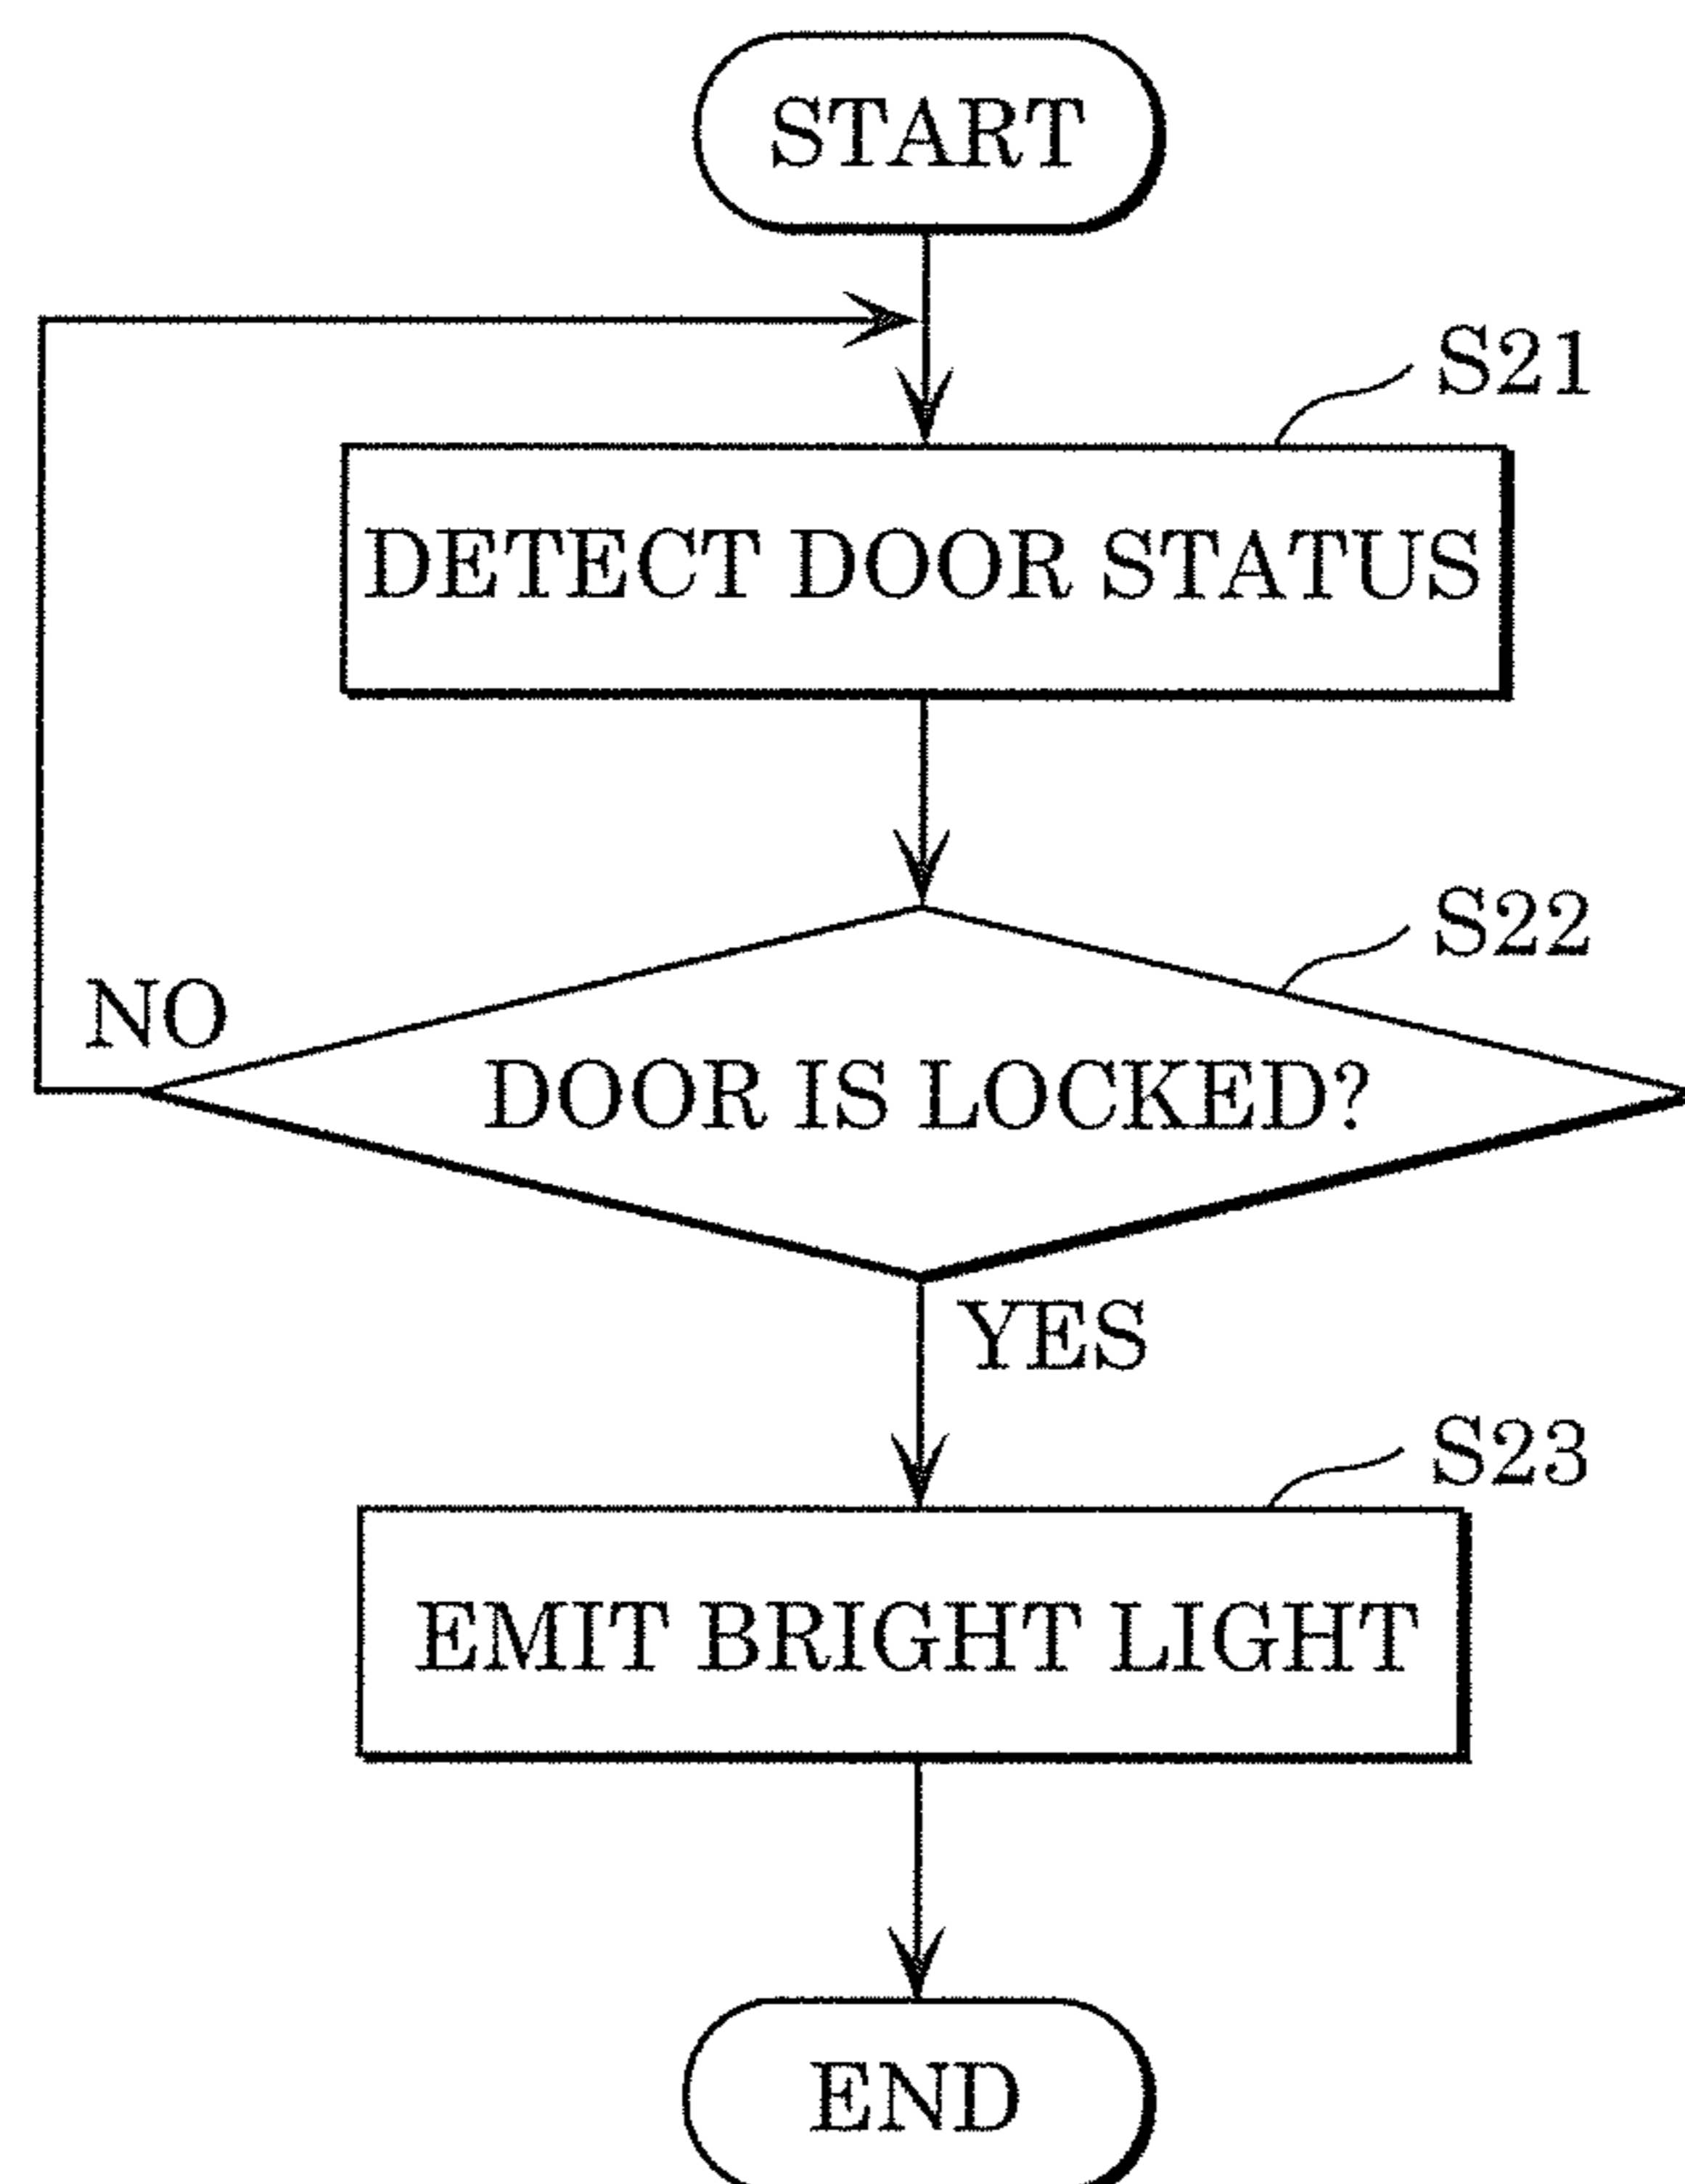 START
S21
DETECT DOOR STATUS
S22
NO
DOOR IS LOCKED?
YES
S23
EMIT BRIGHT LIGHT
END